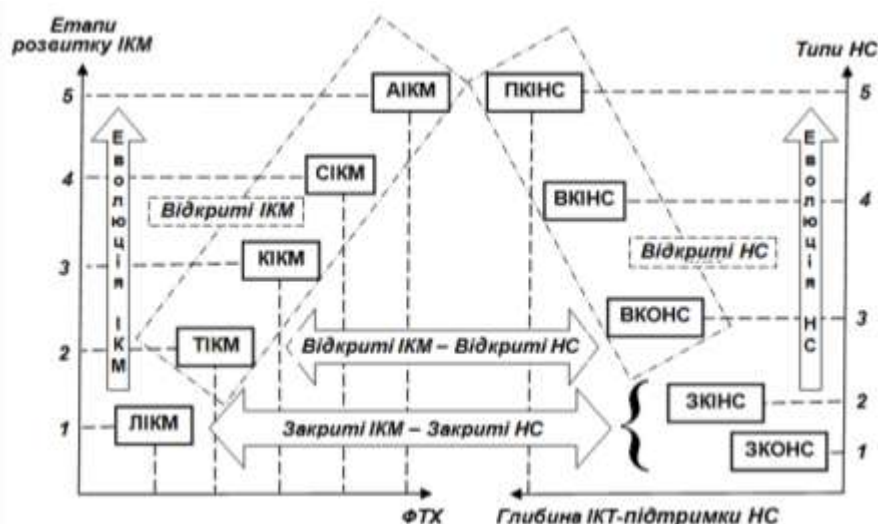 Етапи
розвитку ІКМ
Типи НС
5
АІКМ
ПКІНС
5
4
СІКМ
ВКІНС
4
Відкриті ІКМ
Відкриті НС
Еволюція ІКМ
Еволюція НС
3
КІКМ
ВКОНС
3
2
ТІКМ
Відкриті ІКМ – Відкриті НС
ЗКІНС
2
1
ЛІКМ
Закриті ІКМ – Закриті НС
ЗКОНС
1
ФТХ
Глибина ІКТ-підтримки НС